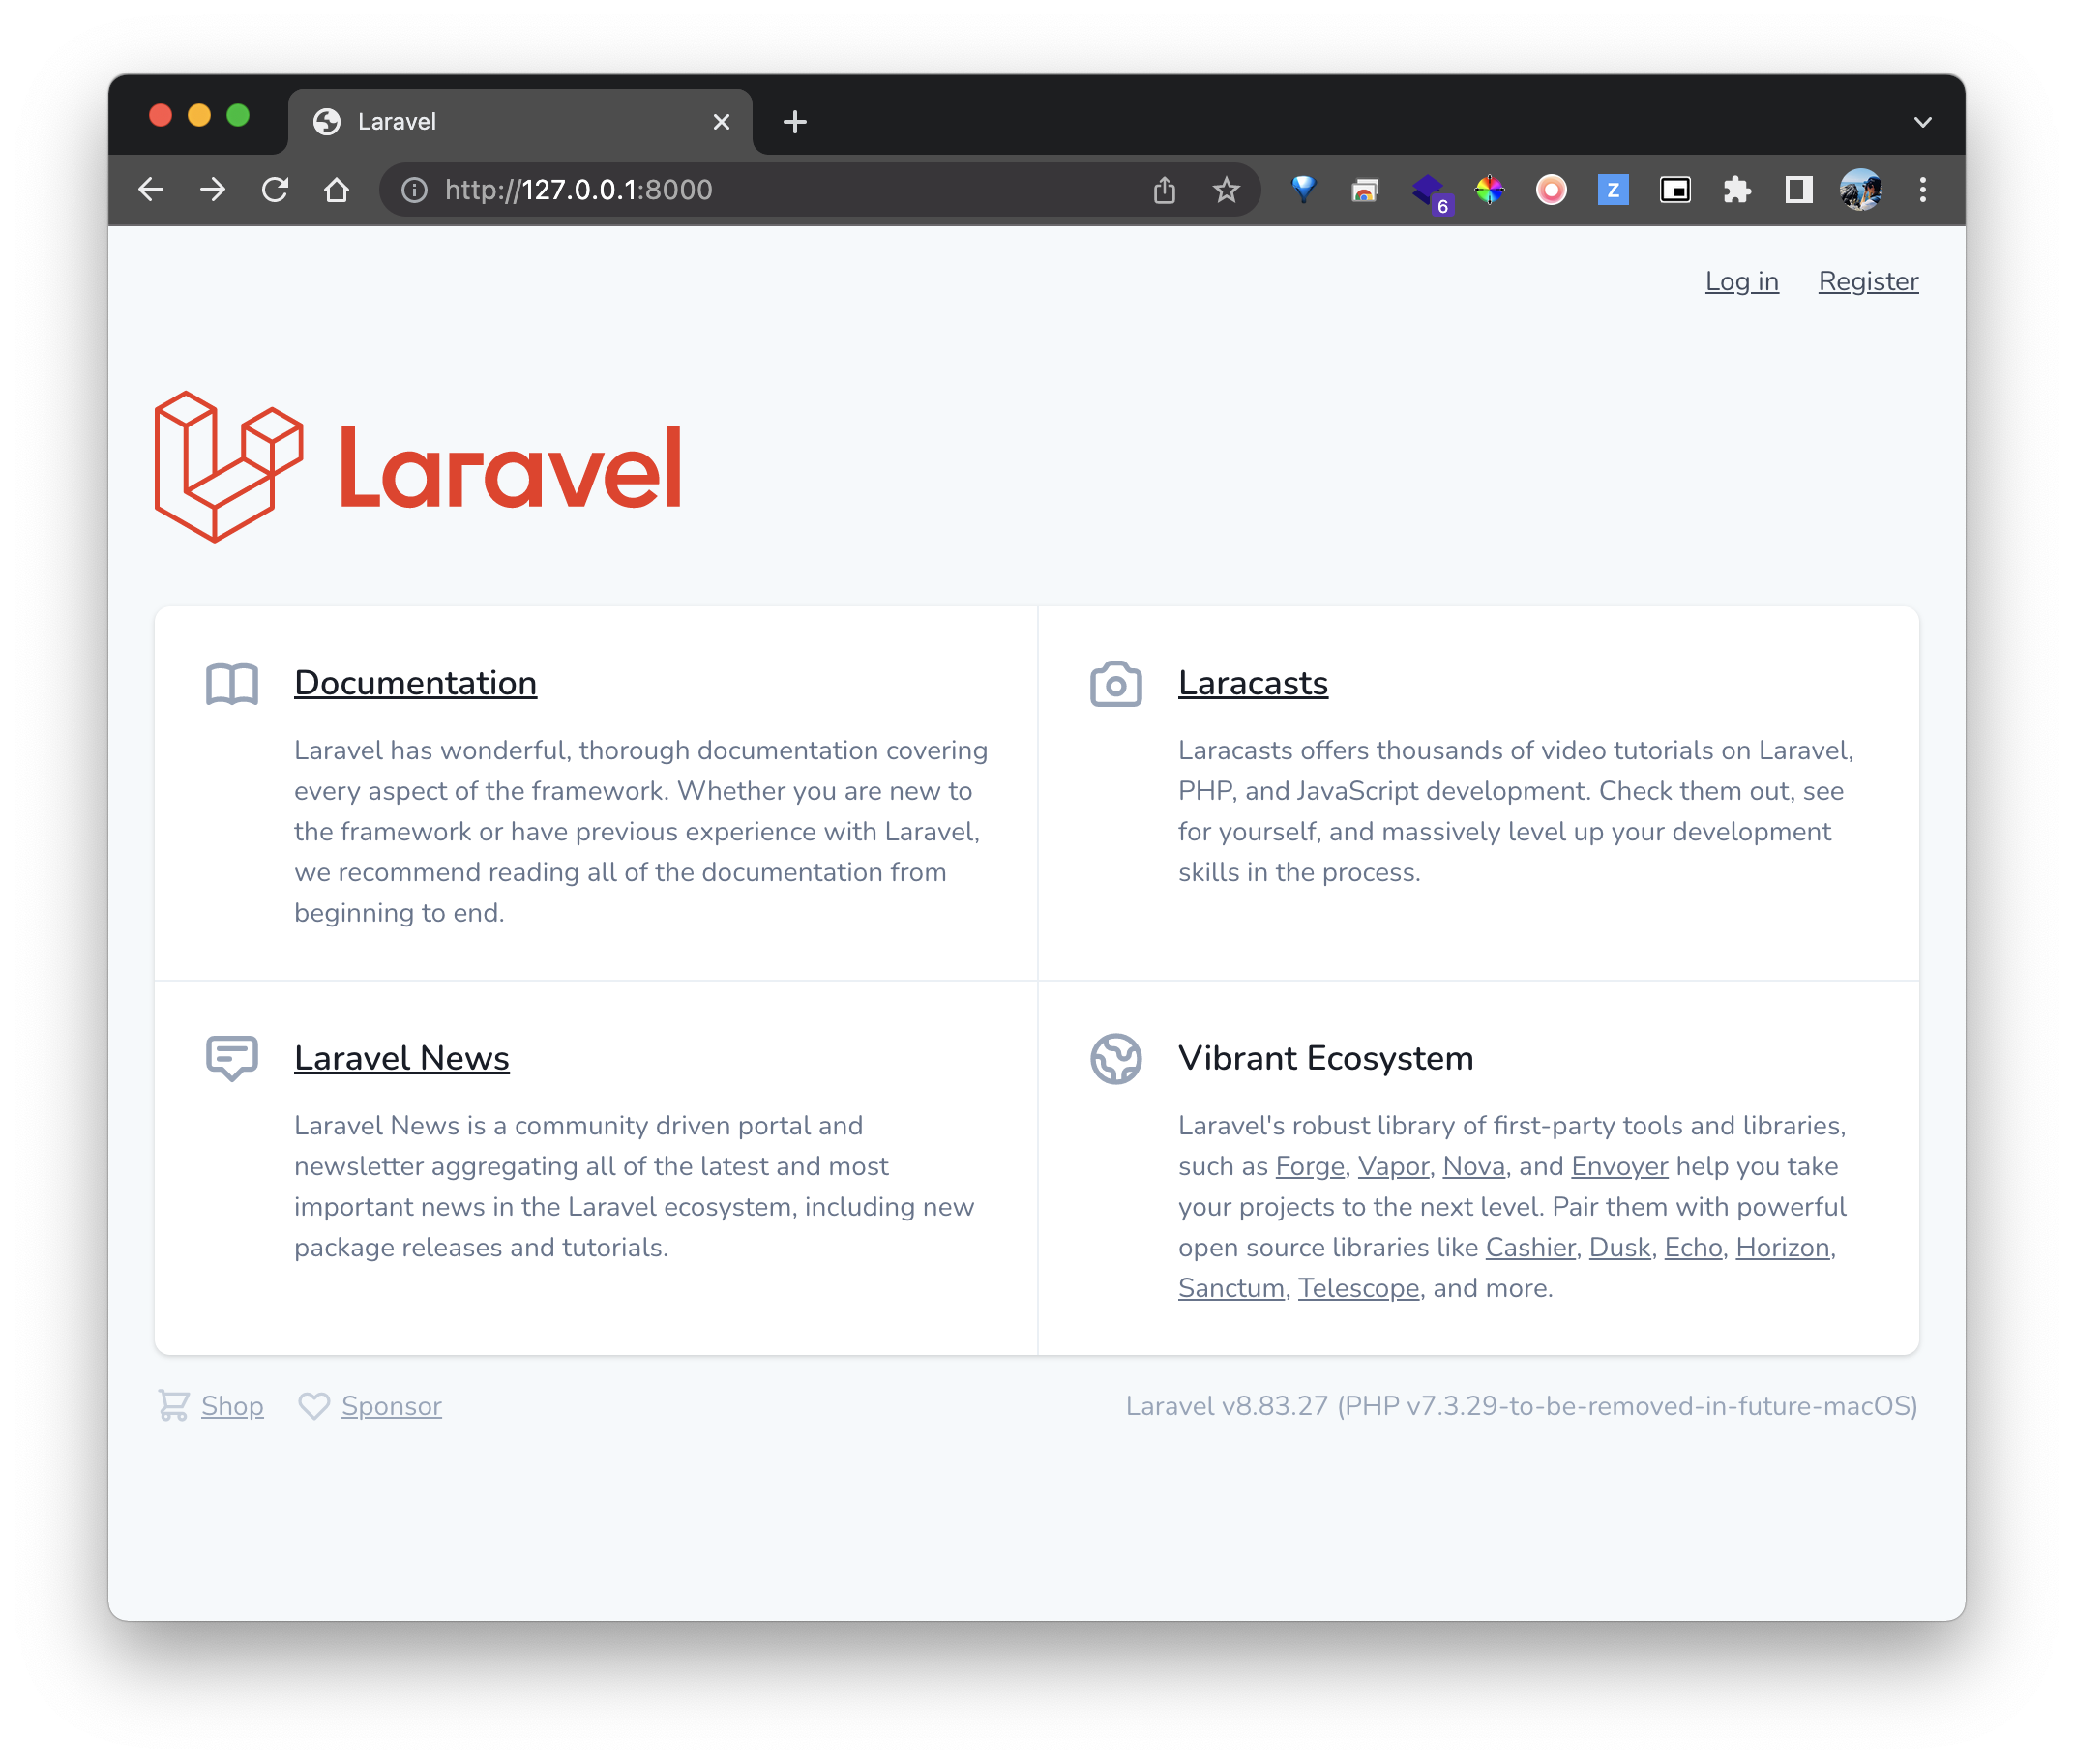 Laravel
http://127.0.0.1:8000
6
Z
Log in Register
Laravel
Documentation
Laravel has wonderful, thorough documentation covering
every aspect of the framework. Whether you are new to
the framework or have previous experience with Laravel,
we recommend reading all of the documentation from
beginning to end.
Laracasts
Laracasts offers thousands of video tutorials on Laravel,
PHP, and JavaScript development. Check them out, see
for yourself, and massively level up your development
skills in the process.
Laravel News
Laravel News is a community driven portal and
newsletter aggregating all of the latest and most
important news in the Laravel ecosystem, including new
package releases and tutorials.
Vibrant Ecosystem
Laravel's robust library of first-party tools and libraries,
such as Forge, Vapor, Nova, and Envoyer help you take
your projects to the next level. Pair them with powerful
open source libraries like Cashier, Dusk, Echo, Horizon,
Sanctum, Telescope, and more.
Shop Sponsor
Laravel v8.83.27 (PHP v7.3.29-to-be-removed-in-future-macOS)